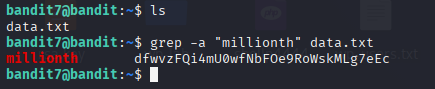 bandit7@bandit:~$ ls
data.txt
bandit7@bandit:~$ grep -a "millionth" data.txt
millionth dfwvzFQi4mU0wfNbFOe9RoWskMLg7eEc
bandit7@bandit:~$